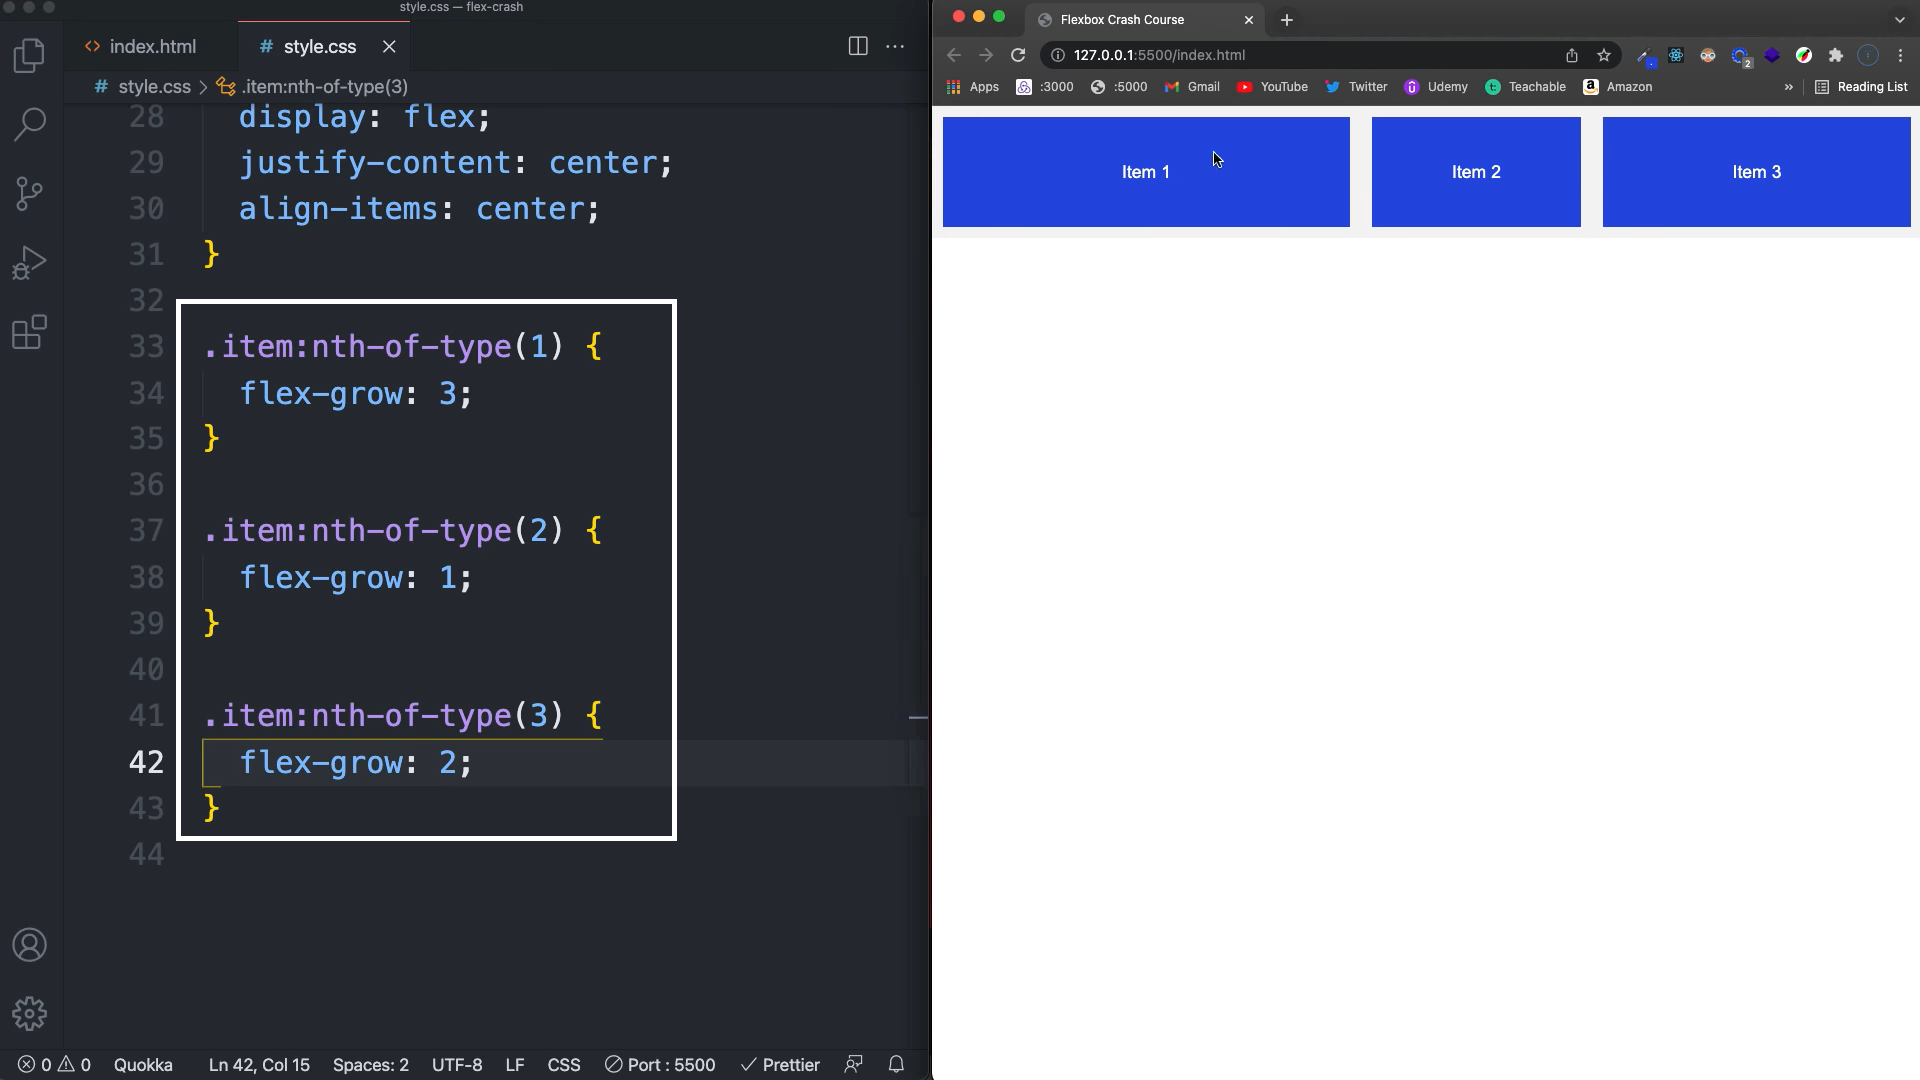 style.css — flex-crash
index.html
# style.css
# style.css > .item:nth-of-type(3)
28 display: flex;
29 justify-content: center;
30 align-items: center;
31 }
32
33 .item:nth-of-type(1) {
34 flex-grow: 3;
35 }
36
37 .item:nth-of-type(2) {
38 flex-grow: 1;
39 }
40
41 .item:nth-of-type(3) {
42 flex-grow: 2;
43 }
44
0 0 Quokka Ln 42, Col 15 Spaces: 2 UTF-8 LF CSS Port : 5500 Prettier
Flexbox Crash Course
127.0.0.1:5500/index.html
2
Apps :3000 :5000 Gmail YouTube Twitter Udemy Teachable Amazon » Reading List
Item 1 Item 2 Item 3